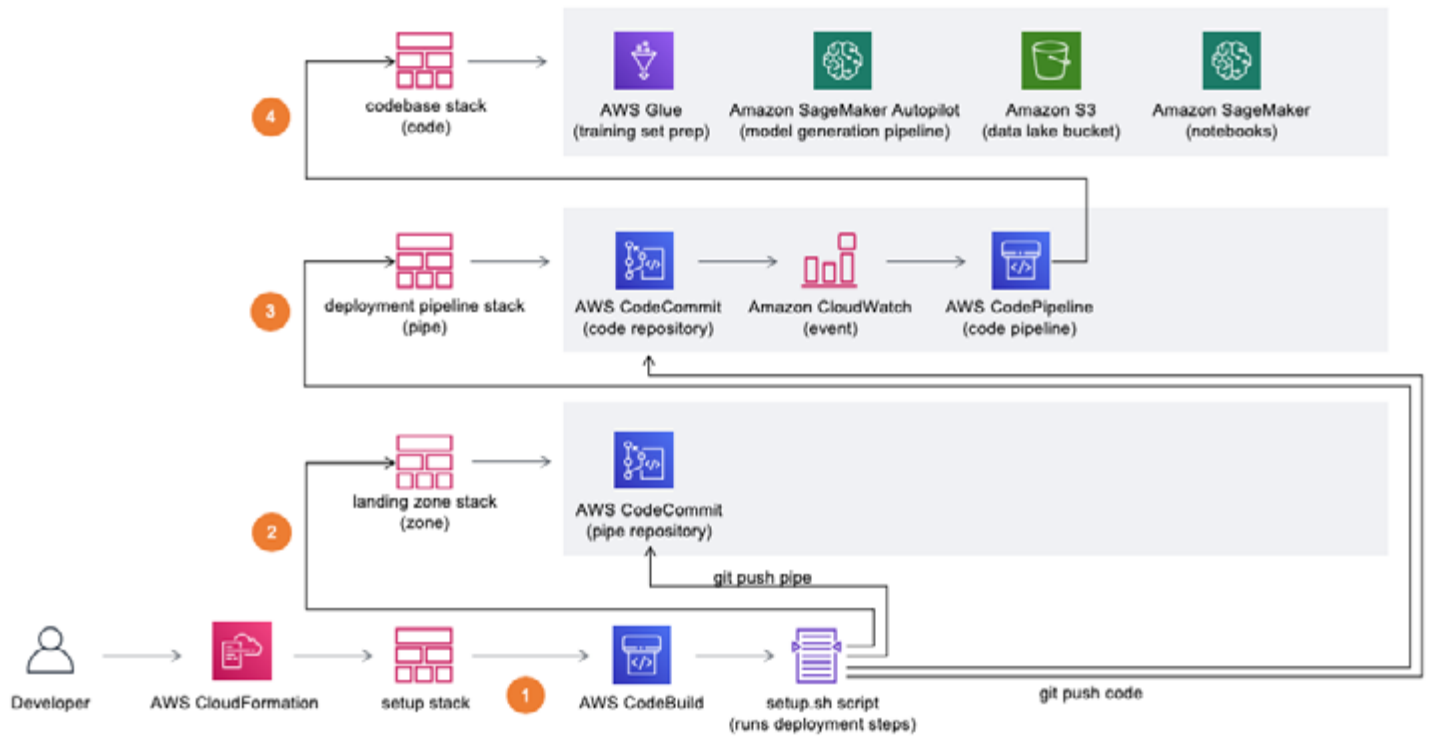 4
codebase stack
(code)
AWS Glue
(training set prep)
Amazon SageMaker Autopilot
(model generation pipeline)
Amazon S3
(data lake bucket)
Amazon SageMaker
(notebooks)
3
deployment pipeline stack
(pipe)
AWS CodeCommit
(code repository)
Amazon CloudWatch
(event)
AWS CodePipeline
(code pipeline)
2
landing zone stack
(zone)
AWS CodeCommit
(pipe repository)
git push pipe
Developer
AWS CloudFormation
setup stack
1
AWS CodeBuild
setup.sh script
(runs deployment steps)
git push code